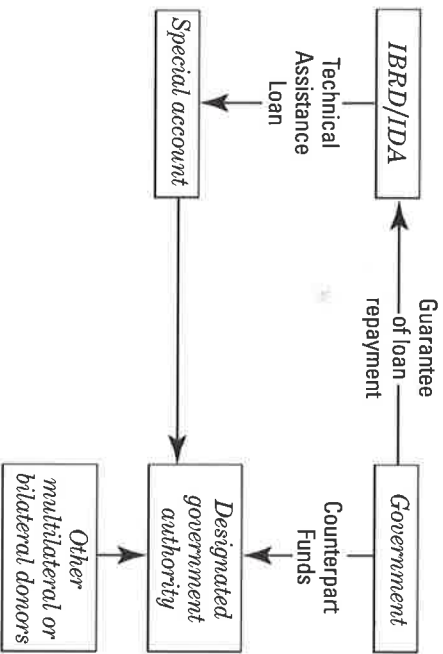 IBRD/IDA
Guarantee
of loan
repayment
Government
Technical
Assistance
Loan
Counterpart
Funds
Special account
Designated
government
authority
Other
multilateral or
bilateral donors